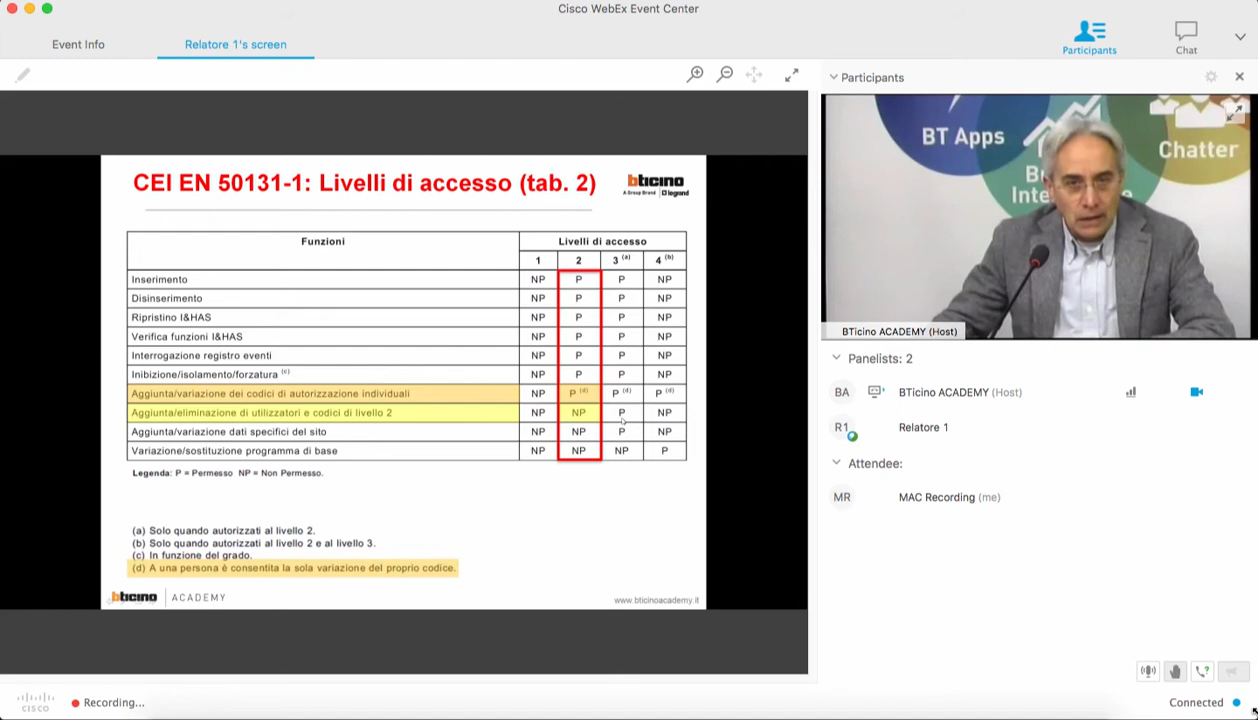 Cisco WebEx Event Center
Event Info
Relatore 1's screen
Participants
Chat
Participants
CEI EN 50131-1: Livelli di accesso (tab. 2)
bticino
A Group Brand legrand
Funzioni Livelli di accesso
1 2 3 (a) 4 (b)
Inserimento NP P P NP
Disinserimento NP P P NP
Ripristino I&HAS NP P P NP
Verifica funzioni I&HAS NP P P NP
Interrogazione registro eventi NP P P NP
Inibizione/isolamento/forzatura (c) NP P P NP
Aggiunta/variazione dei codici di autorizzazione individuali NP P (d) P (d) P (d)
Aggiunta/eliminazione di utilizzatori e codici di livello 2 NP NP P NP
Aggiunta/variazione dati specifici del sito NP NP P NP
Variazione/sostituzione programma di base NP NP NP P
Legenda: P = Permesso NP = Non Permesso.
(a) Solo quando autorizzati al livello 2.
(b) Solo quando autorizzati al livello 2 e al livello 3.
(c) In funzione del grado.
(d) A una persona è consentita la sola variazione del proprio codice.
bticino ACADEMY
www.bticinoacademy.it
BT Apps
Chatter
Inte
BTicino ACADEMY (Host)
Panelists: 2
BA BTicino ACADEMY (Host)
R1 Relatore 1
Attendee:
MR MAC Recording (me)
CISCO
Recording...
Connected